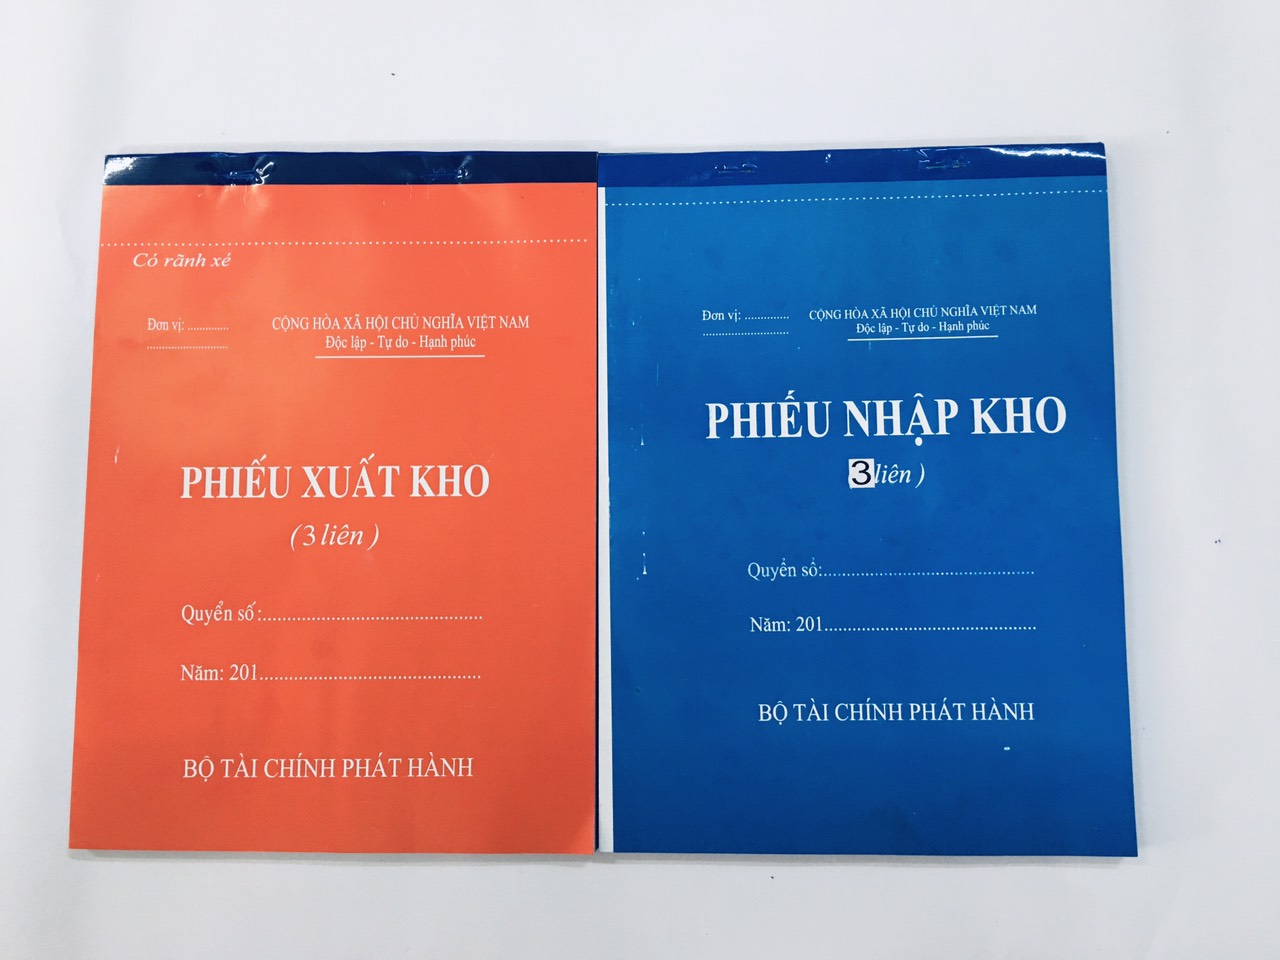 Có rãnh xé
Đơn vị: ..............
...........................
CỘNG HÒA XÃ HỘI CHỦ NGHĨA VIỆT NAM
Độc lập - Tự do - Hạnh phúc
PHIẾU XUẤT KHO
( 3 liên )
Quyển số :..............................................
Năm: 201..............................................
BỘ TÀI CHÍNH PHÁT HÀNH
Đơn vị: ..............
...........................
CỘNG HÒA XÃ HỘI CHỦ NGHĨA VIỆT NAM
Độc lập - Tự do - Hạnh phúc
PHIẾU NHẬP KHO
(3 liên )
Quyển số:............................................
Năm: 201............................................
BỘ TÀI CHÍNH PHÁT HÀNH